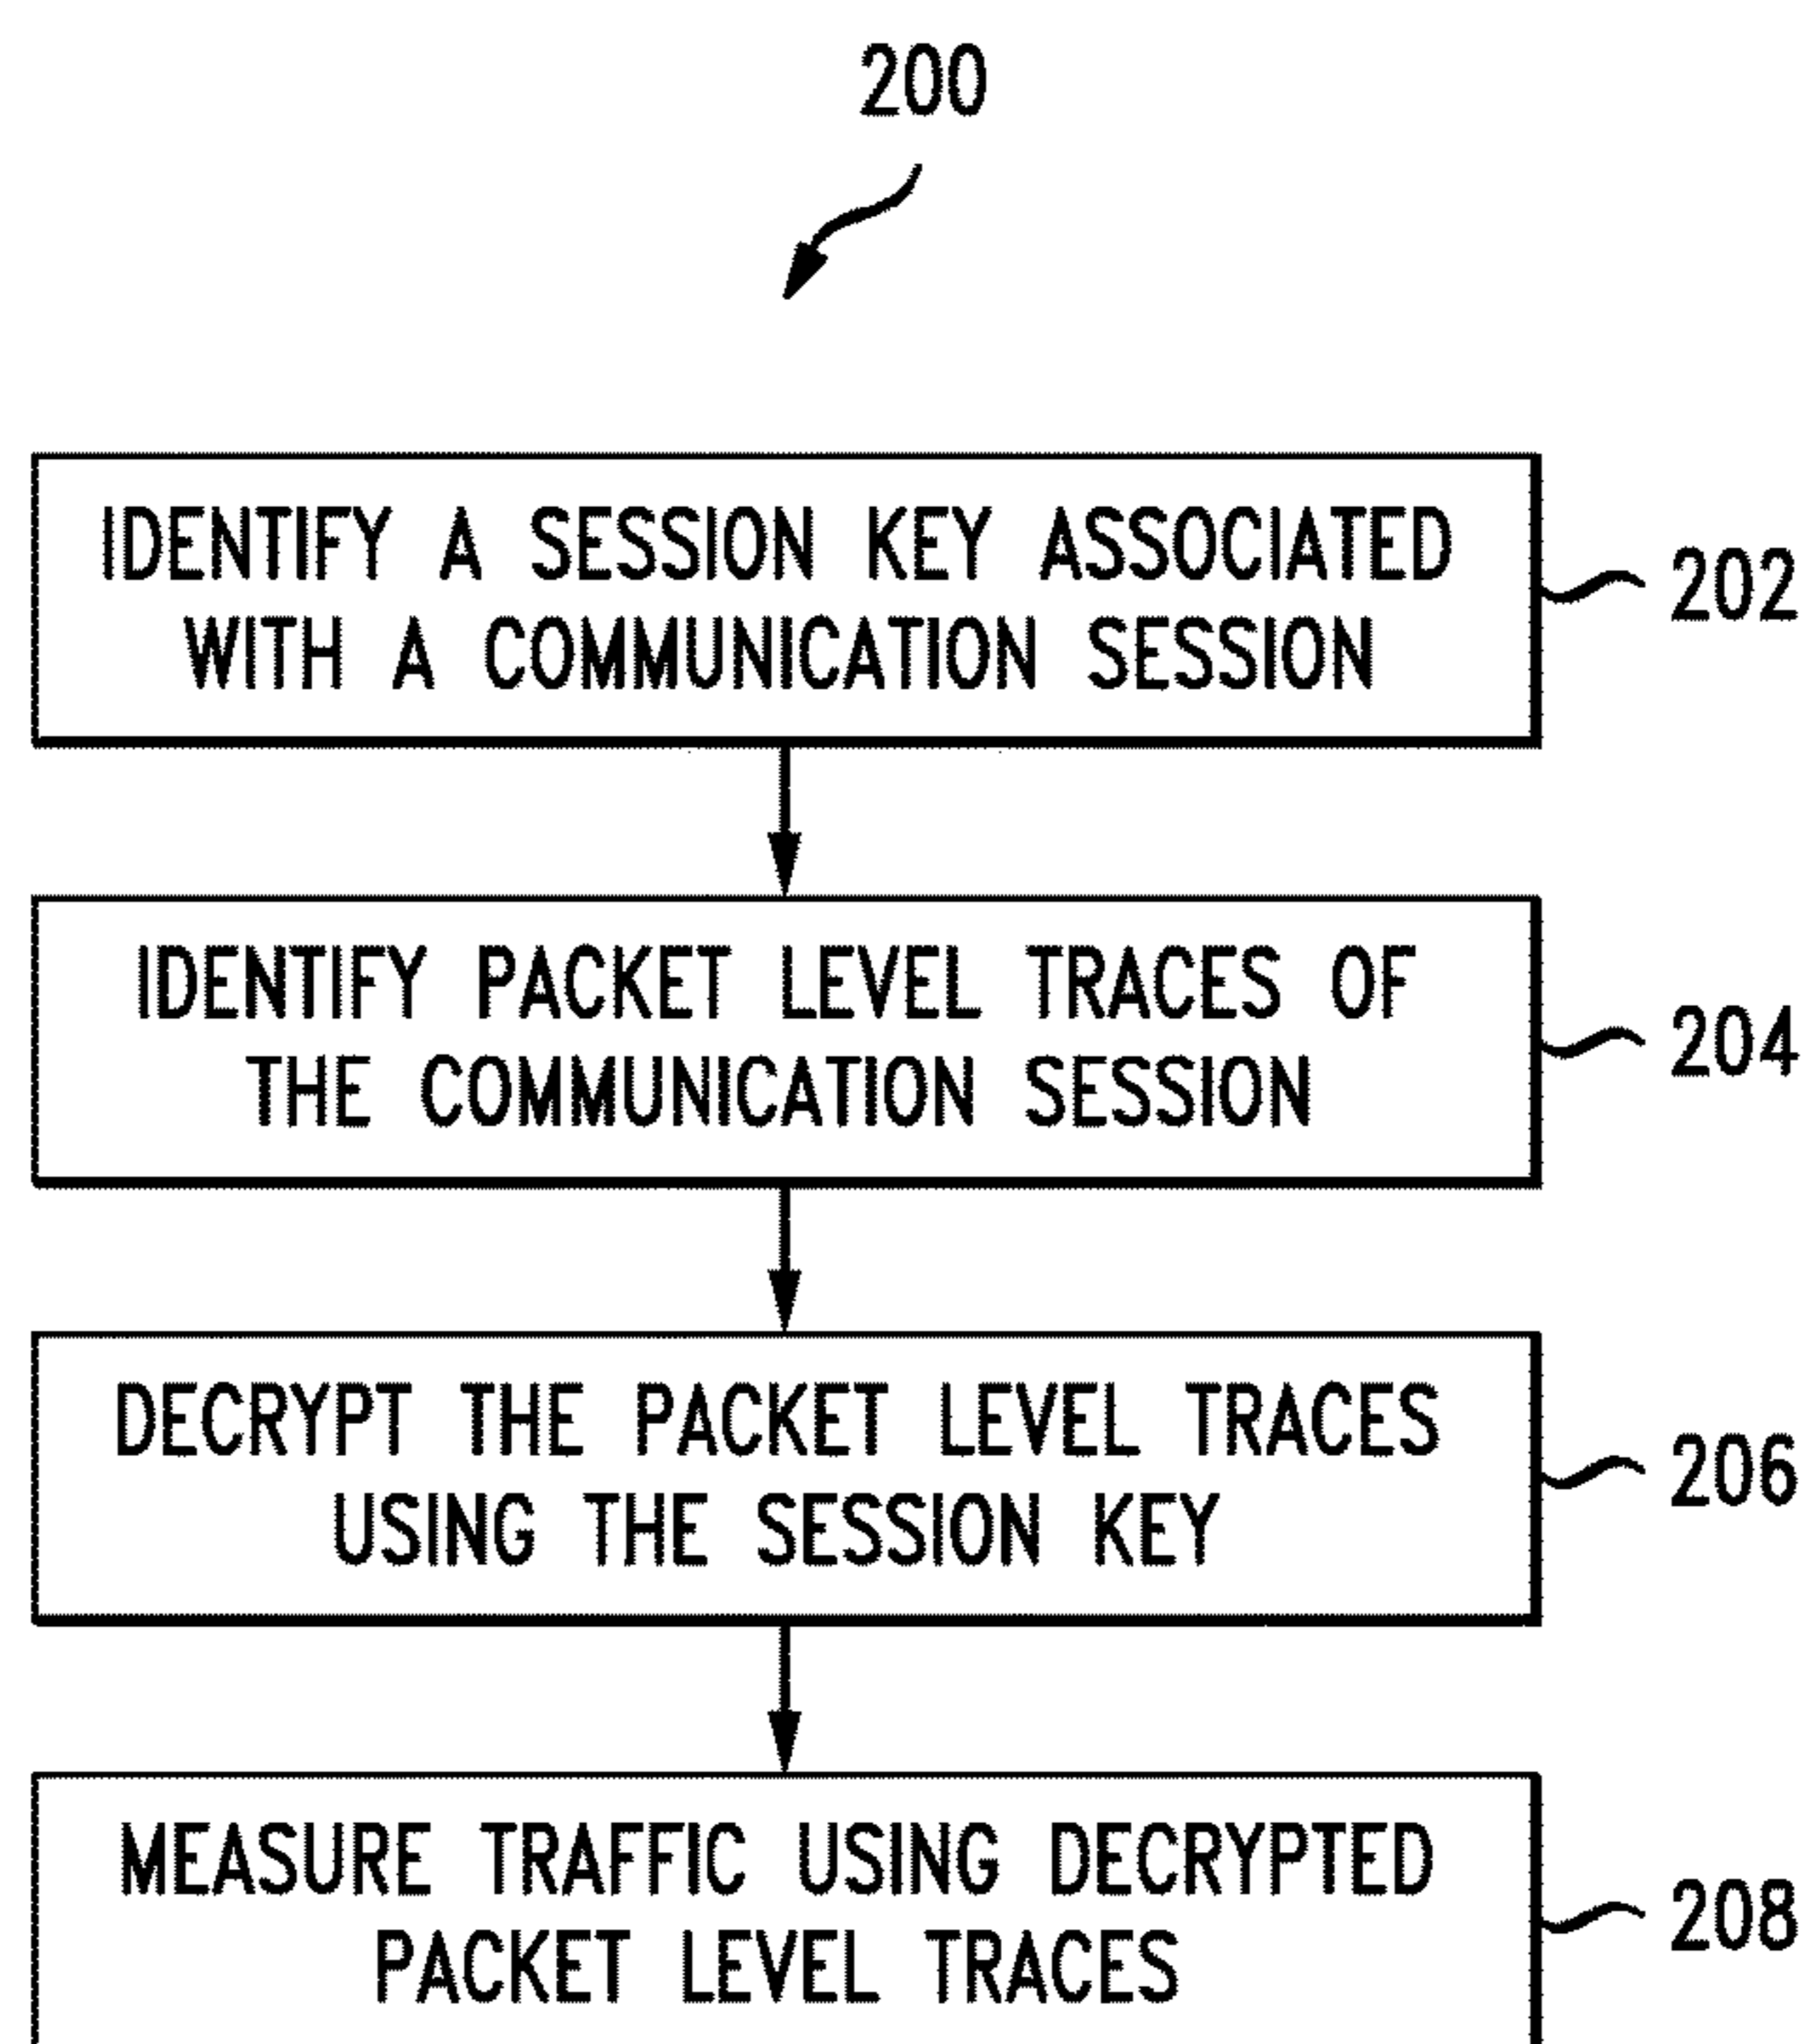 200
IDENTIFY A SESSION KEY ASSOCIATED
WITH A COMMUNICATION SESSION
202
IDENTIFY PACKET LEVEL TRACES OF
THE COMMUNICATION SESSION
204
DECRYPT THE PACKET LEVEL TRACES
USING THE SESSION KEY
206
MEASURE TRAFFIC USING DECRYPTED
PACKET LEVEL TRACES
208